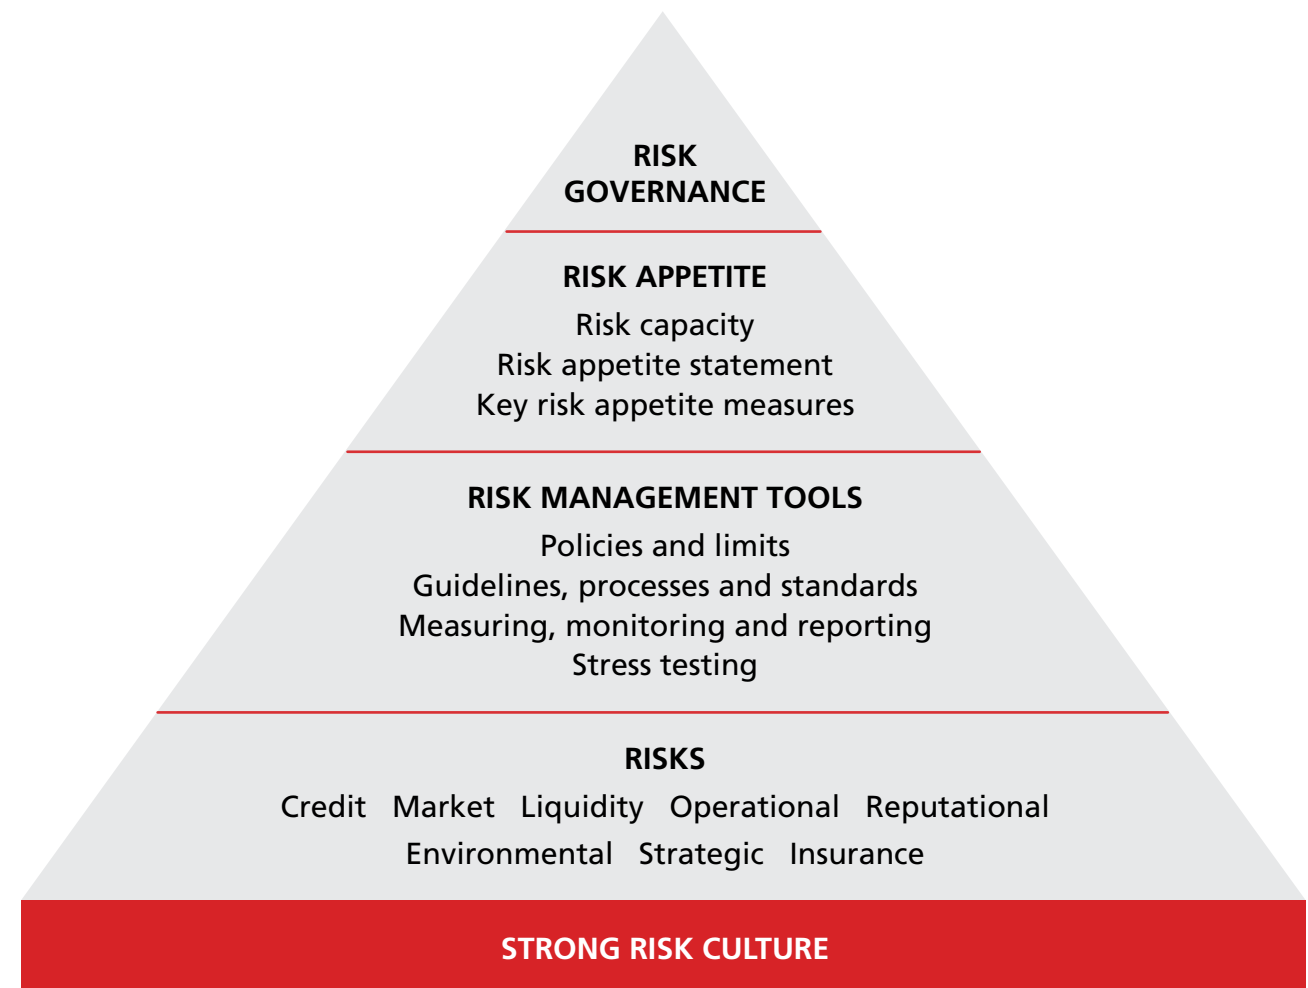 RISK
GOVERNANCE
RISK APPETITE
Risk capacity
Risk appetite statement
Key risk appetite measures
RISK MANAGEMENT TOOLS
Policies and limits
Guidelines, processes and standards
Measuring, monitoring and reporting
Stress testing
RISKS
Credit Market Liquidity Operational Reputational
Environmental Strategic Insurance
STRONG RISK CULTURE